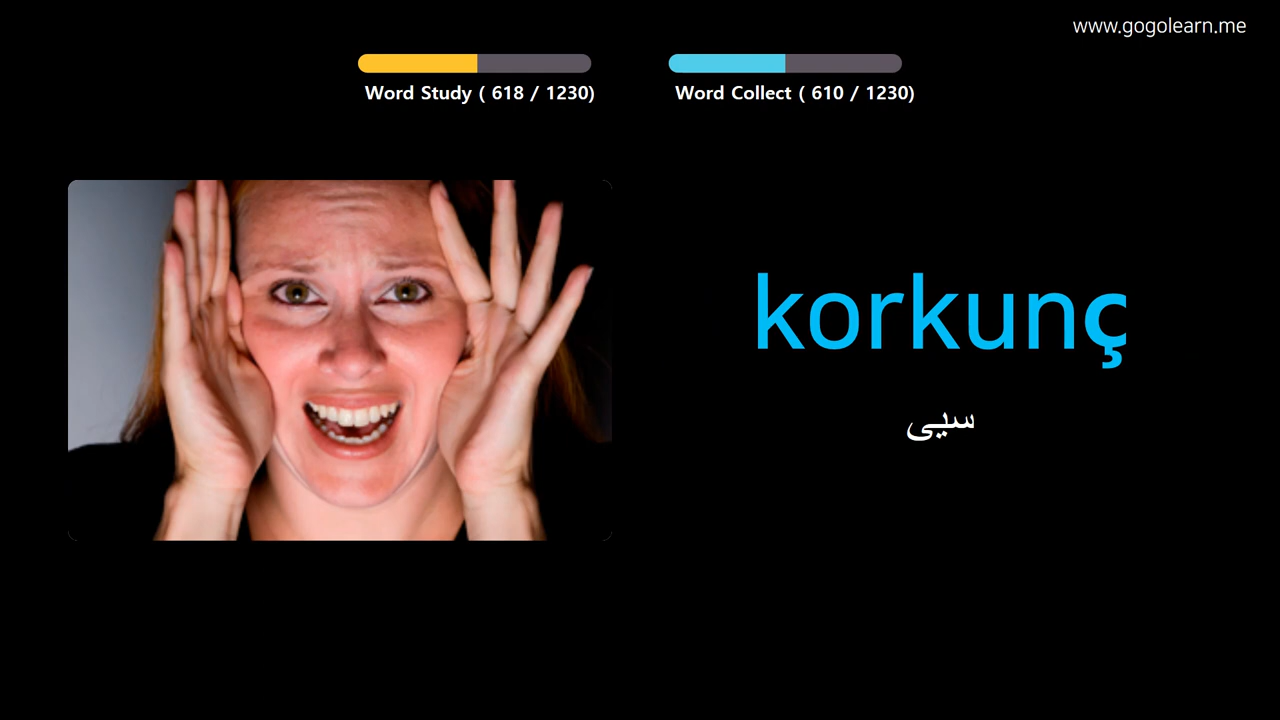 www.gogolearn.me
Word Study ( 618 / 1230)
Word Collect ( 610 / 1230)
korkunç
سیی